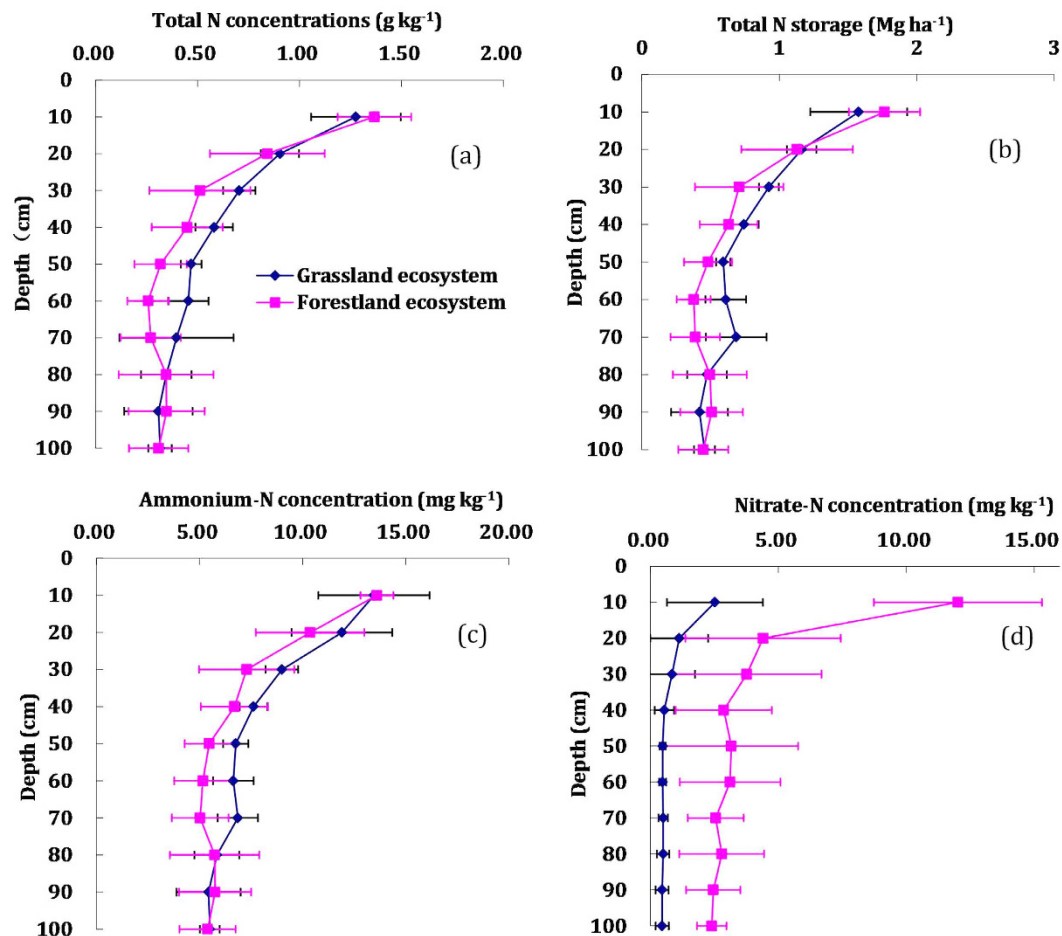 Total N concentrations (g kg⁻¹)
0.00 0.50 1.00 1.50 2.00
0
10
20
30
40
50
60
70
80
90
100
Depth (cm)
(a)
Grassland ecosystem
Forestland ecosystem
Total N storage (Mg ha⁻¹)
0 1 2 3
0
10
20
30
40
50
60
70
80
90
100
Depth (cm)
(b)
Ammonium-N concentration (mg kg⁻¹)
0.00 5.00 10.00 15.00 20.00
0
10
20
30
40
50
60
70
80
90
100
Depth (cm)
(c)
Nitrate-N concentration (mg kg⁻¹)
0.00 5.00 10.00 15.00
0
10
20
30
40
50
60
70
80
90
100
Depth (cm)
(d)